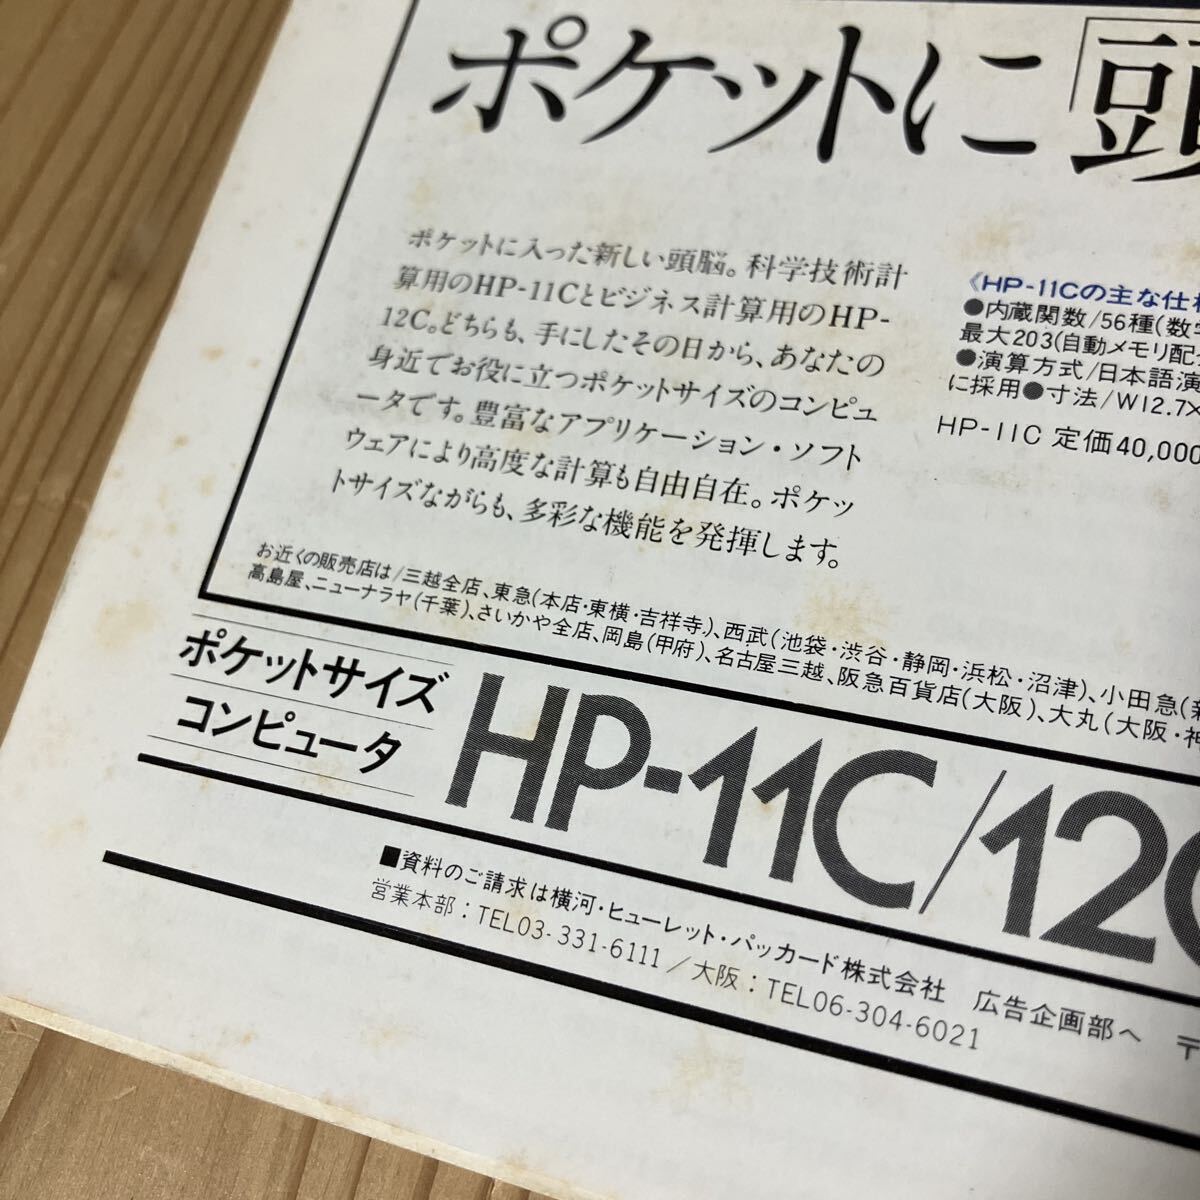 ポケットに「頭
ポケットに入った新しい頭脳。科学技術計
算用のHP-11Cとビジネス計算用のHP-
12C。どちらも、手にしたその日から、あなたの
身近でお役に立つポケットサイズのコンピュ
ータです。豊富なアプリケーション・ソフト
ウェアにより高度な計算も自由自在。ポケッ
トサイズながらも、多彩な機能を発揮します。
《HP-11Cの主な仕様
●内蔵関数/56種(数字
最大203(自動メモリ配分
●演算方式/日本語演
に採用●寸法/W12.7×
HP-11C 定価40,000
お近くの販売店は/三越全店、東急(本店・東横・吉祥寺)、西武(池袋・渋谷・静岡・浜松・沼津)、小田急(新
高島屋、ニューナラヤ(千葉)、さいかや全店、岡島(甲府)、名古屋三越、阪急百貨店(大阪)、大丸(大阪・神
ポケットサイズ
コンピュータ
HP-11C/12C
■資料のご請求は横河・ヒューレット・パッカード株式会社 広告企画部へ 〒
営業本部：TEL03-331-6111／大阪：TEL06-304-6021